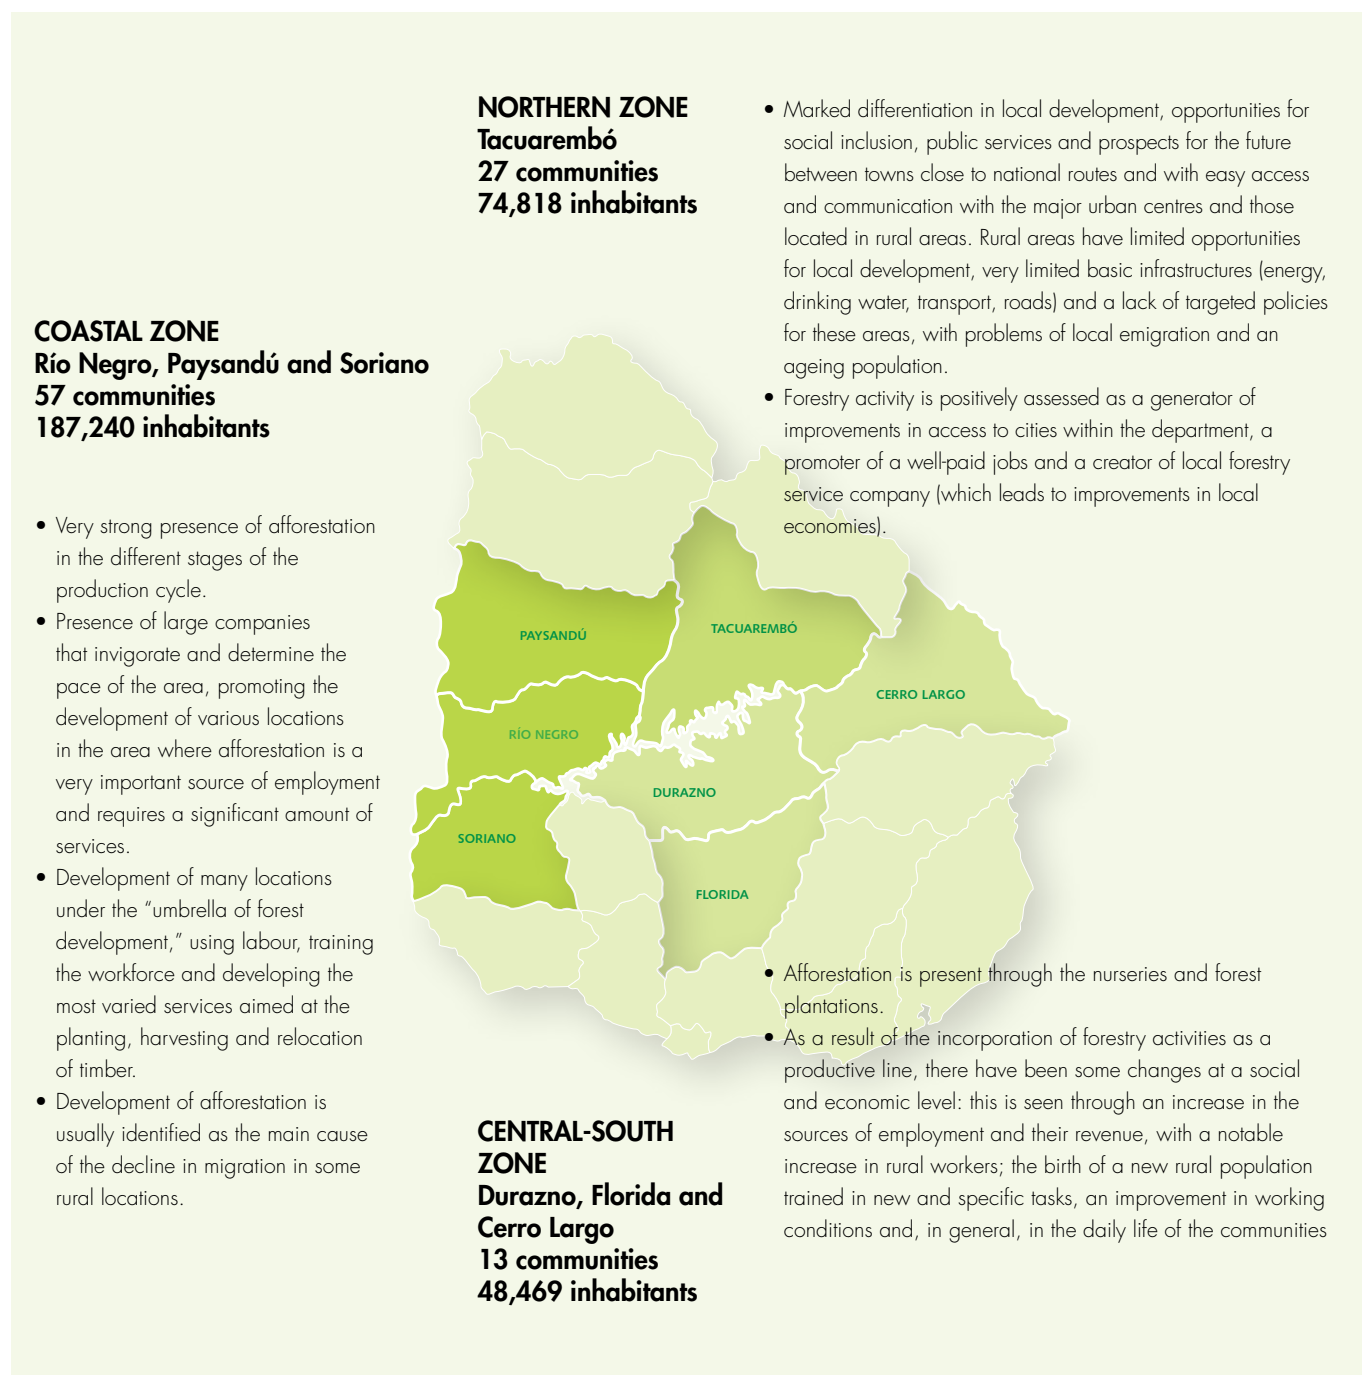 NORTHERN ZONE
Tacuarembó
27 communities
74,818 inhabitants
• Marked differentiation in local development, opportunities for
social inclusion, public services and prospects for the future
between towns close to national routes and with easy access
and communication with the major urban centres and those
located in rural areas. Rural areas have limited opportunities
for local development, very limited basic infrastructures (energy,
drinking water, transport, roads) and a lack of targeted policies
for these areas, with problems of local emigration and an
ageing population.
• Forestry activity is positively assessed as a generator of
improvements in access to cities within the department, a
promoter of a well-paid jobs and a creator of local forestry
service company (which leads to improvements in local
economies).
COASTAL ZONE
Río Negro, Paysandú and Soriano
57 communities
187,240 inhabitants
• Very strong presence of afforestation
in the different stages of the
production cycle.
• Presence of large companies
that invigorate and determine the
pace of the area, promoting the
development of various locations
in the area where afforestation is a
very important source of employment
and requires a significant amount of
services.
• Development of many locations
under the “umbrella of forest
development,” using labour, training
the workforce and developing the
most varied services aimed at the
planting, harvesting and relocation
of timber.
• Development of afforestation is
usually identified as the main cause
of the decline in migration in some
rural locations.
PAYSANDÚ
TACUAREMBÓ
CERRO LARGO
RÍO NEGRO
DURAZNO
SORIANO
FLORIDA
CENTRAL-SOUTH
ZONE
Durazno, Florida and
Cerro Largo
13 communities
48,469 inhabitants
• Afforestation is present through the nurseries and forest
plantations.
• As a result of the incorporation of forestry activities as a
productive line, there have been some changes at a social
and economic level: this is seen through an increase in the
sources of employment and their revenue, with a notable
increase in rural workers; the birth of a new rural population
trained in new and specific tasks, an improvement in working
conditions and, in general, in the daily life of the communities